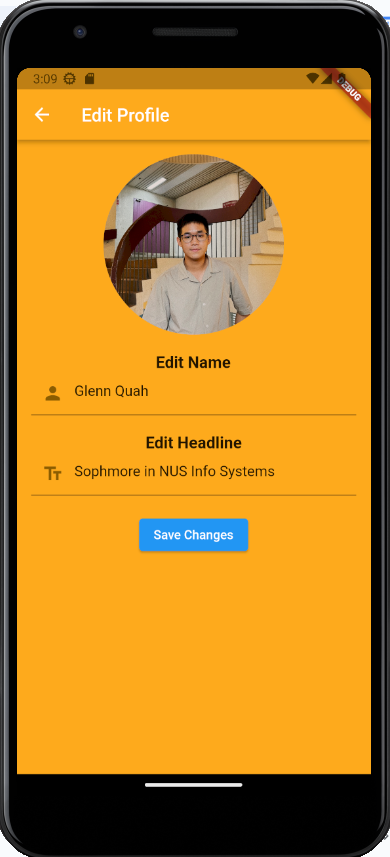 3:09
DEBUG
Edit Profile
Edit Name
Glenn Quah
Edit Headline
Sophmore in NUS Info Systems
Save Changes